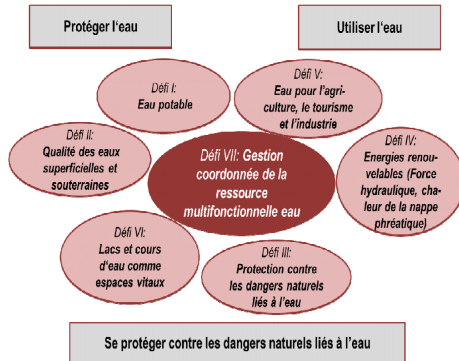 Protéger l'eau
Utiliser l'eau
Défi I:
Eau potable
Défi V:
Eau pour l'agri-
culture, le tourisme
et l'industrie
Défi II:
Qualité des eaux
superficielles et
souterraines
Défi VII: Gestion
coordonnée de la
ressource
multifonctionnelle eau
Défi IV:
Energies renou-
velables (Force
hydraulique, cha-
leur de la nappe
phréatique)
Défi VI:
Lacs et cours
d'eau comme
espaces vitaux
Défi III:
Protection contre
les dangers naturels
liés à l'eau
Se protéger contre les dangers naturels liés à l'eau